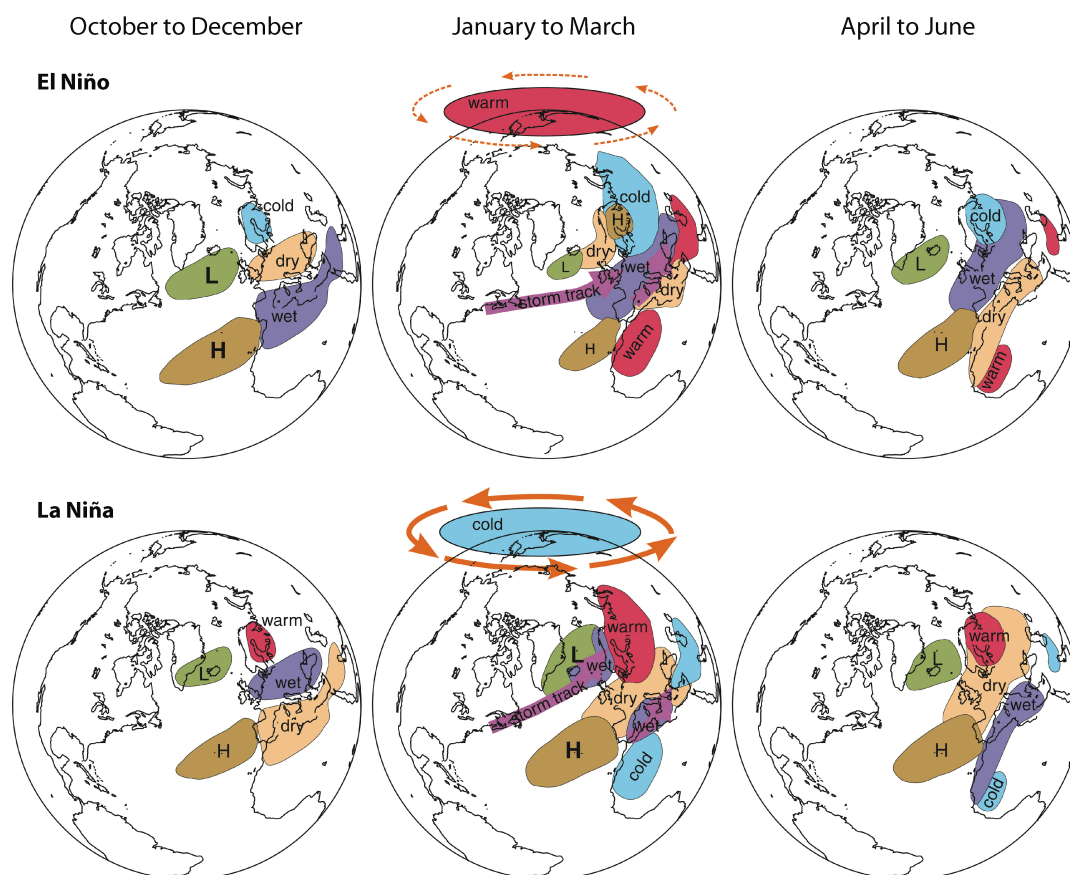 October to December
January to March
April to June
El Niño
warm
cold
dry
L
wet
H
cold
H
dry
L
wet
storm track
dry
H
warm
cold
L
wet
dry
H
warm
La Niña
cold
warm
L
wet
dry
H
warm
L
wet
storm track
dry
wet
H
cold
warm
L
dry
wet
H
cold